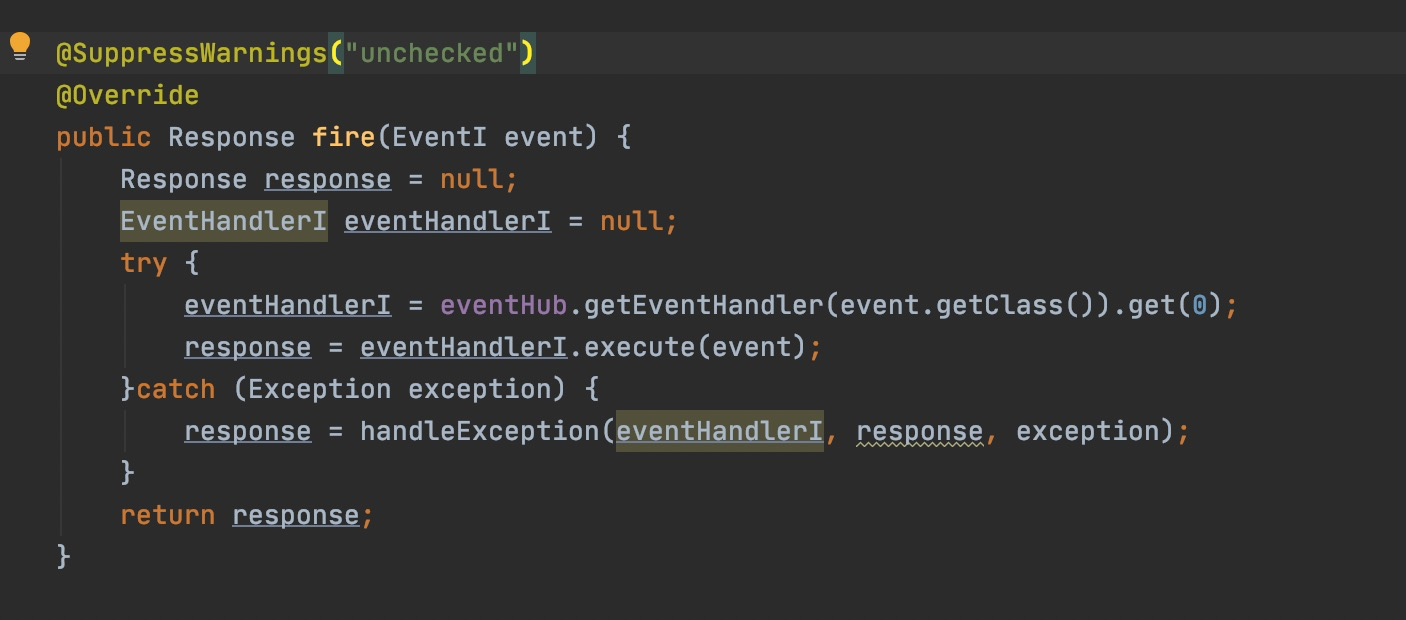 @SuppressWarnings("unchecked")
@Override
public Response fire(EventI event) {
    Response response = null;
    EventHandlerI eventHandlerI = null;
    try {
        eventHandlerI = eventHub.getEventHandler(event.getClass()).get(0);
        response = eventHandlerI.execute(event);
    }catch (Exception exception) {
        response = handleException(eventHandlerI, response, exception);
    }
    return response;
}